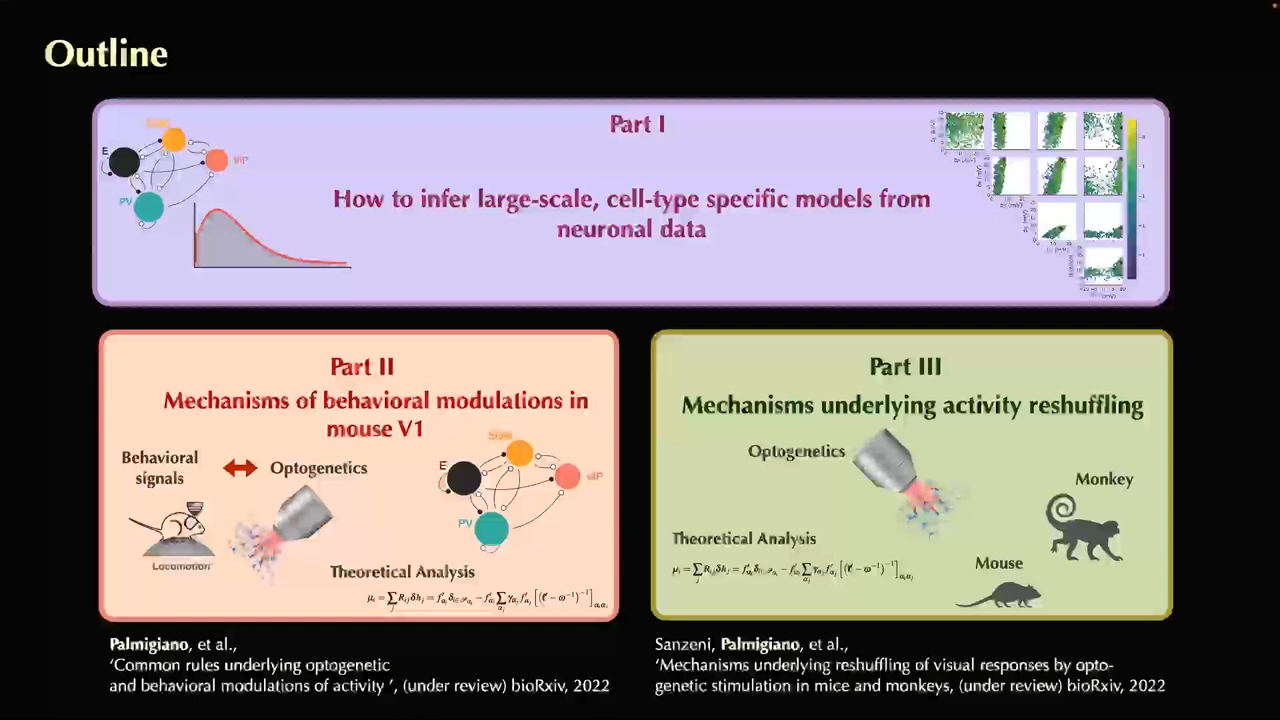 Outline
Part I
SOM
E
VIP
PV
How to infer large-scale, cell-type specific models from
neuronal data
Part II
Mechanisms of behavioral modulations in
mouse V1
Behavioral
signals
Optogenetics
Locomotion
SOM
E
VIP
PV
Theoretical Analysis
Part III
Mechanisms underlying activity reshuffling
Optogenetics
Monkey
Theoretical Analysis
Mouse
Palmigiano, et al.,
‘Common rules underlying optogenetic
and behavioral modulations of activity ’, (under review) bioRxiv, 2022
Sanzeni, Palmigiano, et al.,
‘Mechanisms underlying reshuffling of visual responses by opto-
genetic stimulation in mice and monkeys, (under review) bioRxiv, 2022